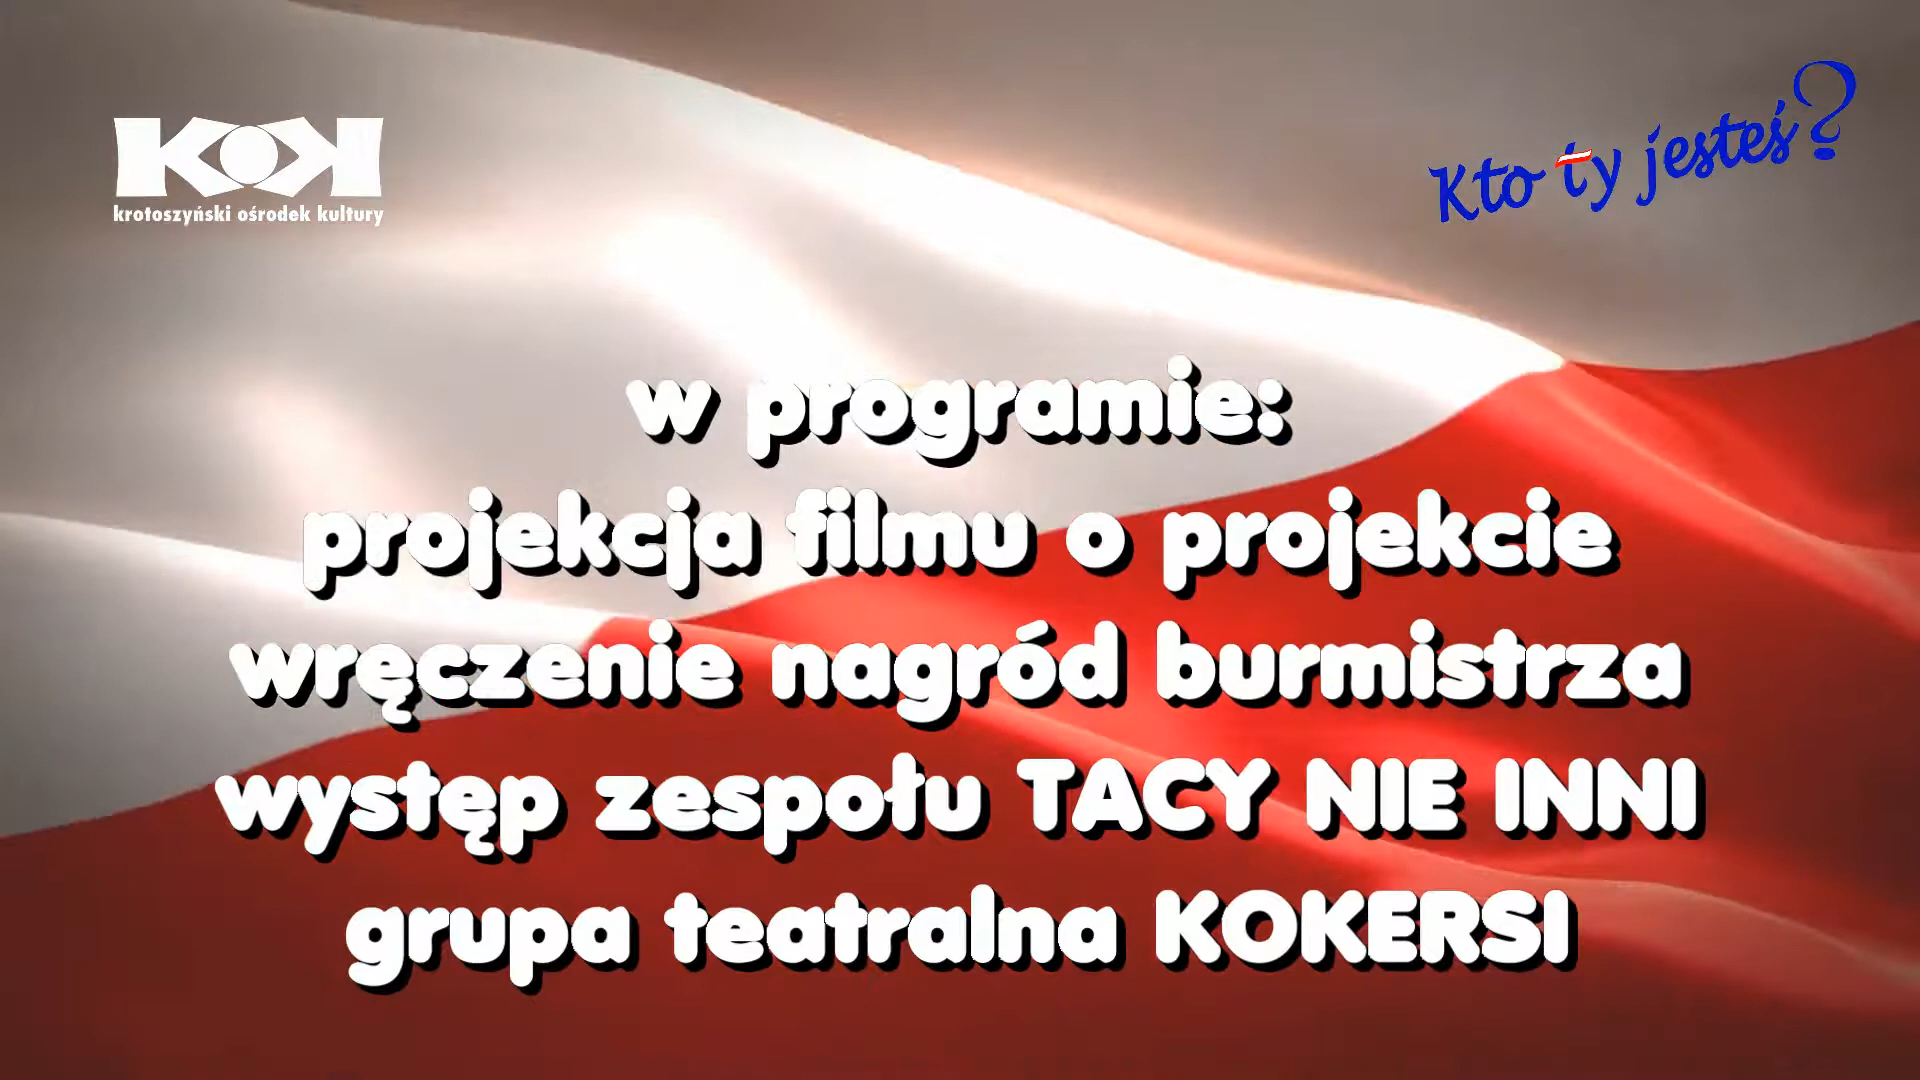 KOK
krotoszyński ośrodek kultury
Kto ty jesteś?
w programie:
projekcja filmu o projekcie
wręczenie nagród burmistrza
występ zespołu TACY NIE INNI
grupa teatralna KOKERSI